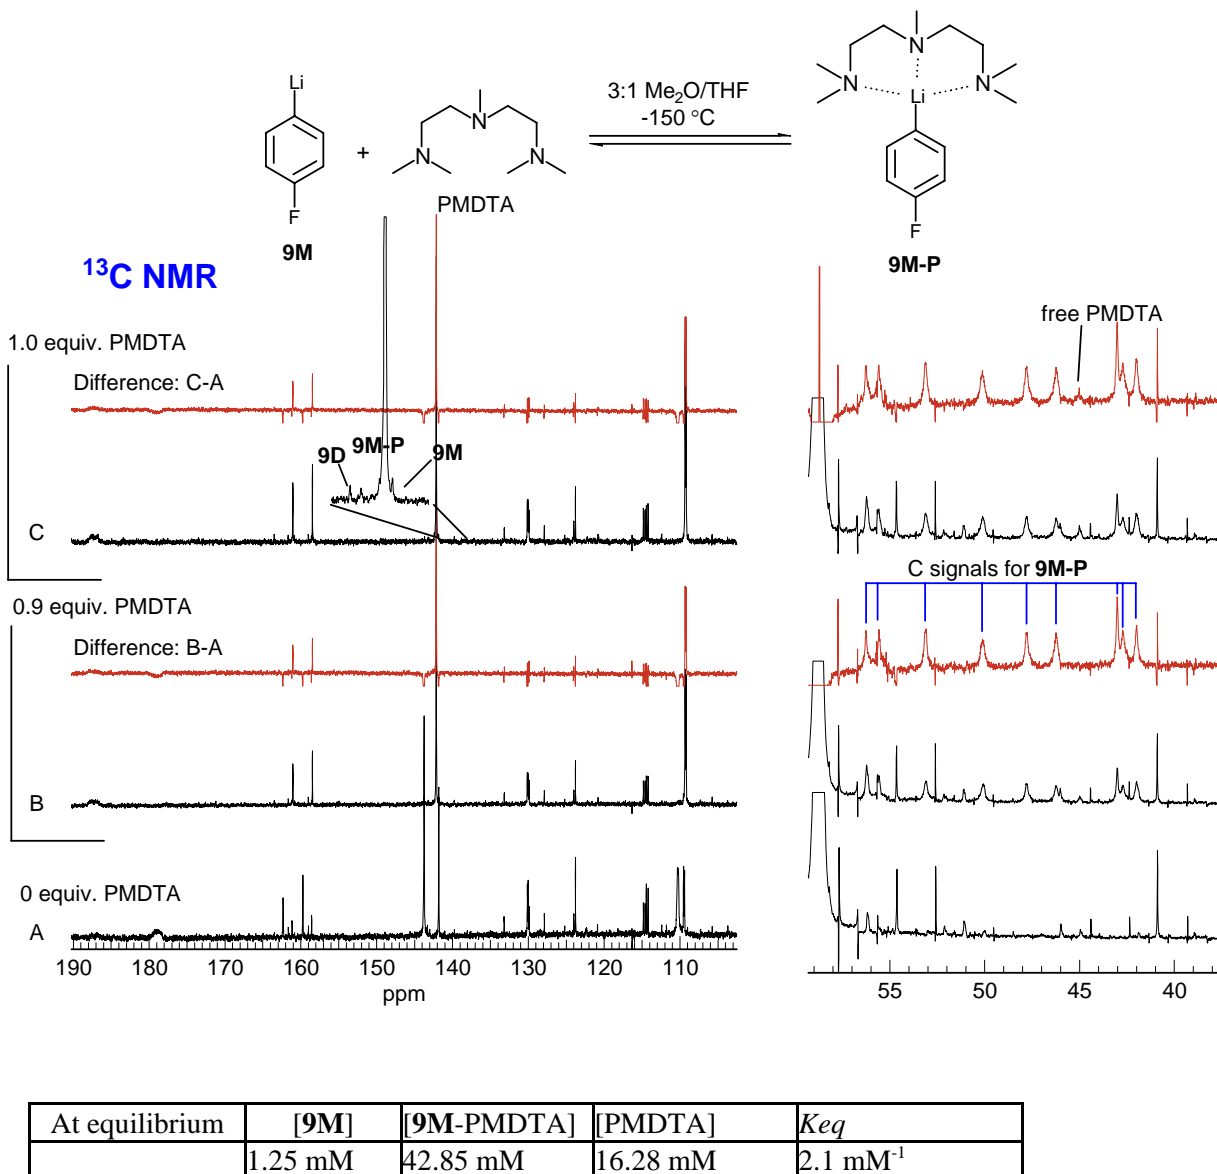 N
N
N
Li
Li
N
N
N
+
3:1 Me₂O/THF
-150 °C
F
F
PMDTA
9M
9M-P
¹³C NMR
free PMDTA
1.0 equiv. PMDTA
Difference: C-A
9D
9M-P
9M
C
C signals for 9M-P
0.9 equiv. PMDTA
Difference: B-A
B
0 equiv. PMDTA
A
190 180 170 160 150 140 130 120 110
ppm
55 50 45 40
At equilibrium [9M] [9M-PMDTA] [PMDTA] Keq
1.25 mM 42.85 mM 16.28 mM 2.1 mM⁻¹